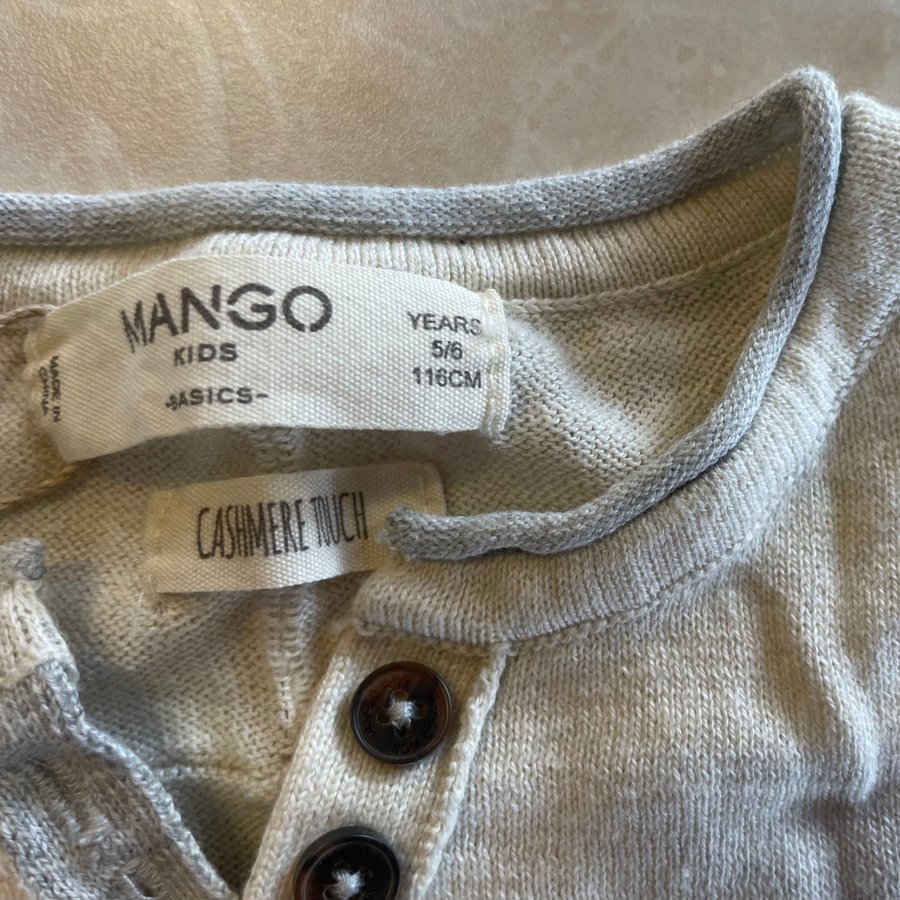 MANGO
KIDS
-BASICS-
YEARS
5/6
116CM
MADE IN
CHINA
CASHMERE TOUCH